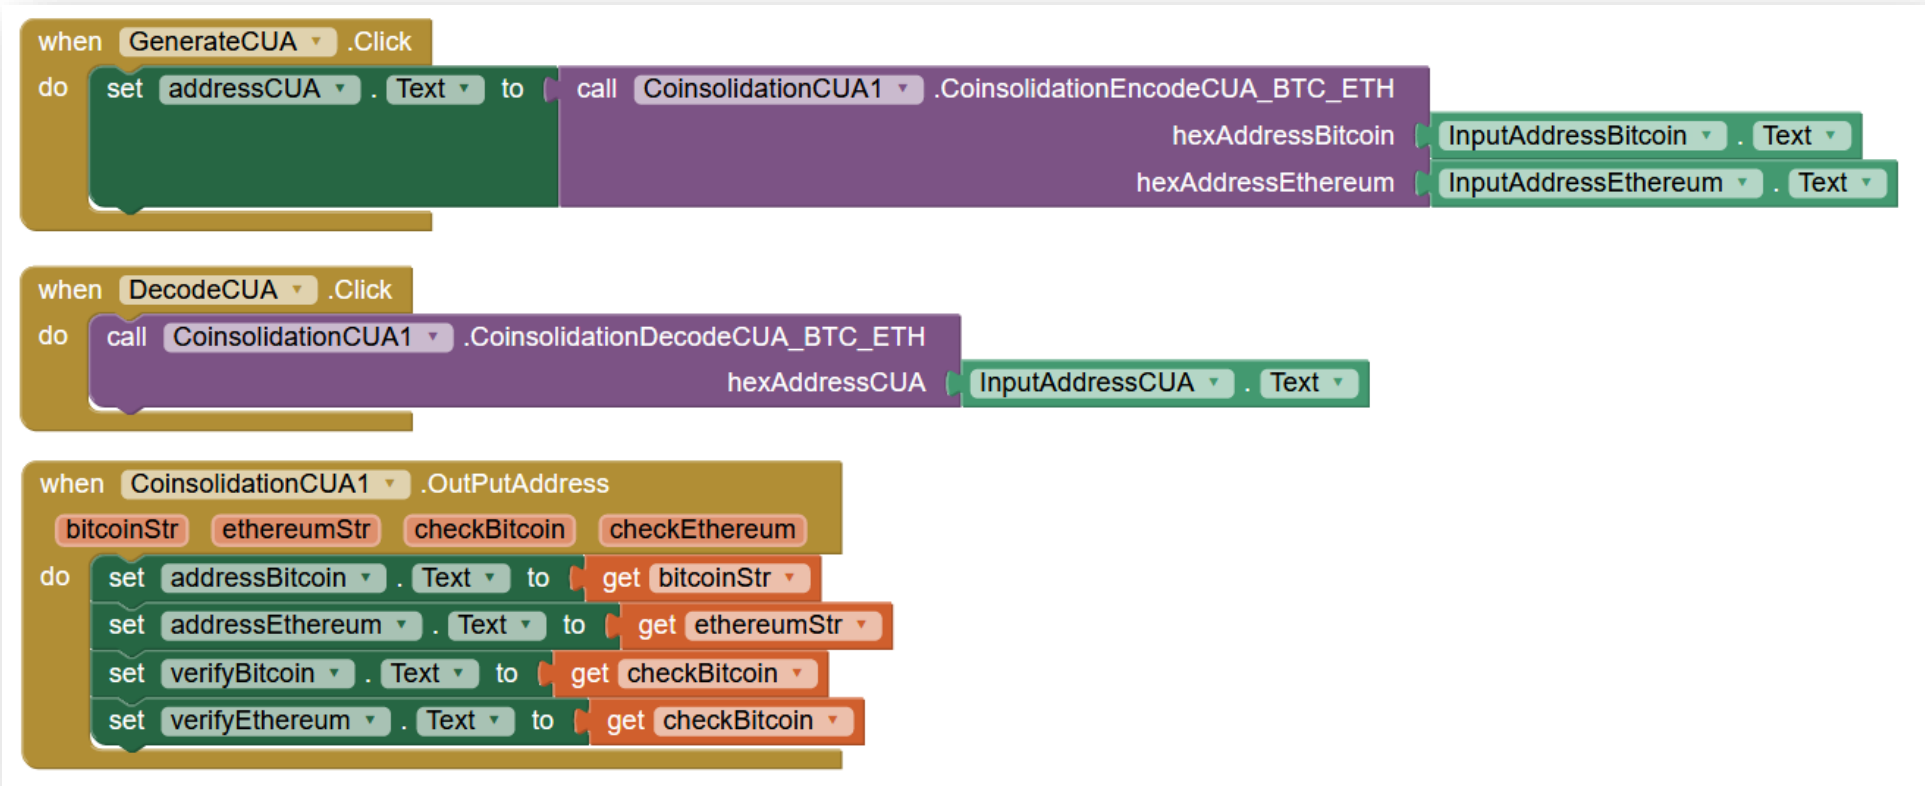 when GenerateCUA .Click
do set addressCUA . Text to call CoinsolidationCUA1 .CoinsolidationEncodeCUA_BTC_ETH
hexAddressBitcoin InputAddressBitcoin . Text
hexAddressEthereum InputAddressEthereum . Text
when DecodeCUA .Click
do call CoinsolidationCUA1 .CoinsolidationDecodeCUA_BTC_ETH
hexAddressCUA InputAddressCUA . Text
when CoinsolidationCUA1 .OutPutAddress
bitcoinStr ethereumStr checkBitcoin checkEthereum
do set addressBitcoin . Text to get bitcoinStr
set addressEthereum . Text to get ethereumStr
set verifyBitcoin . Text to get checkBitcoin
set verifyEthereum . Text to get checkBitcoin